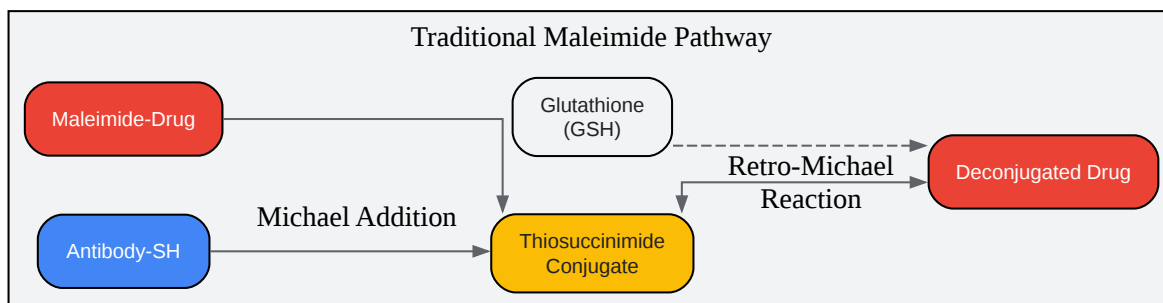 Traditional Maleimide Pathway
Maleimide-Drug
Glutathione
(GSH)
Retro-Michael
Reaction
Deconjugated Drug
Michael Addition
Antibody-SH
Thiosuccinimide
Conjugate